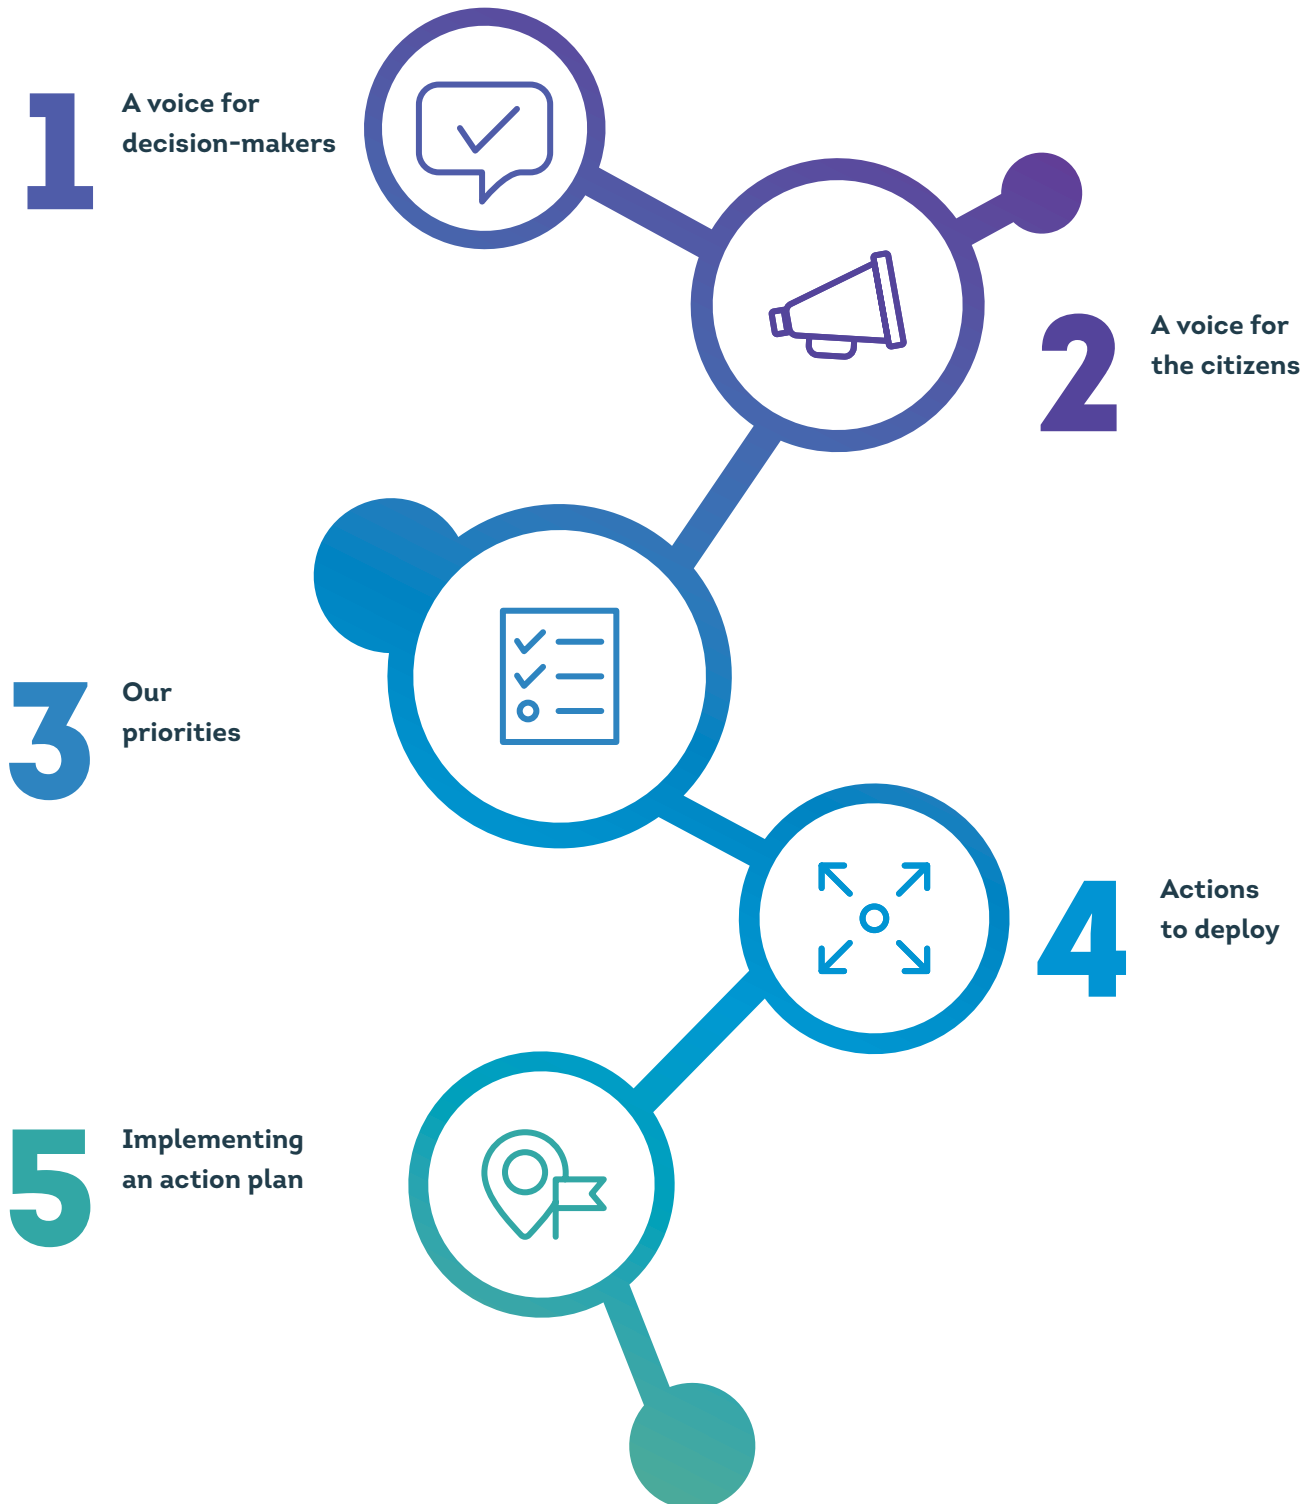 1
A voice for
decision-makers
2
A voice for
the citizens
3
Our
priorities
4
Actions
to deploy
5
Implementing
an action plan